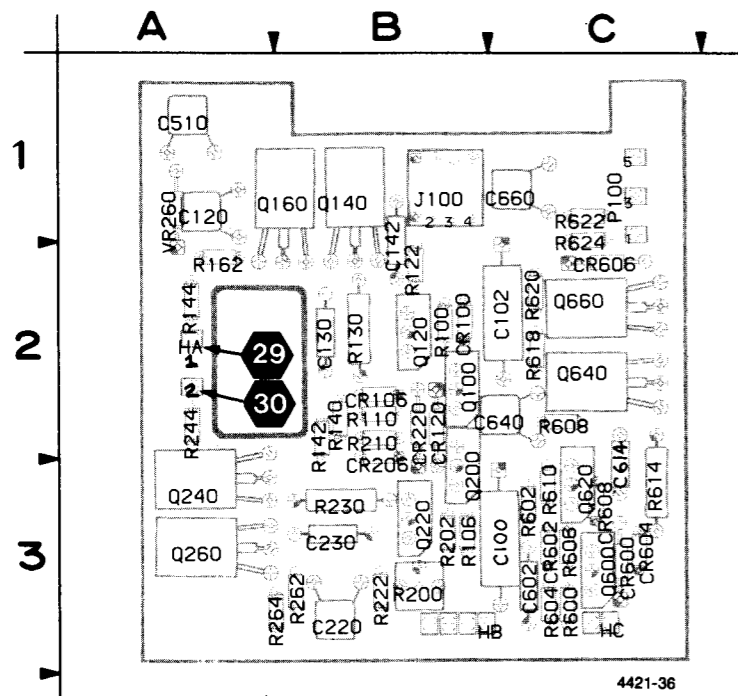 A B C
1
C510
5
Q160 Q140 J100 C660 P100 3
VR260 C120 2 3 4 R622
C142 R624 1
R162 R122 CR606
R144 C130 R130 Q120 R100 CR100 C102 R620 Q660
2
HA 29 R618
1 Q640
2 30 CR106 Q100
R110 C640 R608
R244 R142 R140 R210 CR220 CR120
CR206 Q200 C614
Q240 R230 Q220 R610 Q620 CR608 R614
3
Q260 C230 R202 R106 C100 R602 CR602 R608 Q600 CR600 CR604
R262 R222 R200 C602
R264 C220 HB R604 R600 HC
4421-36